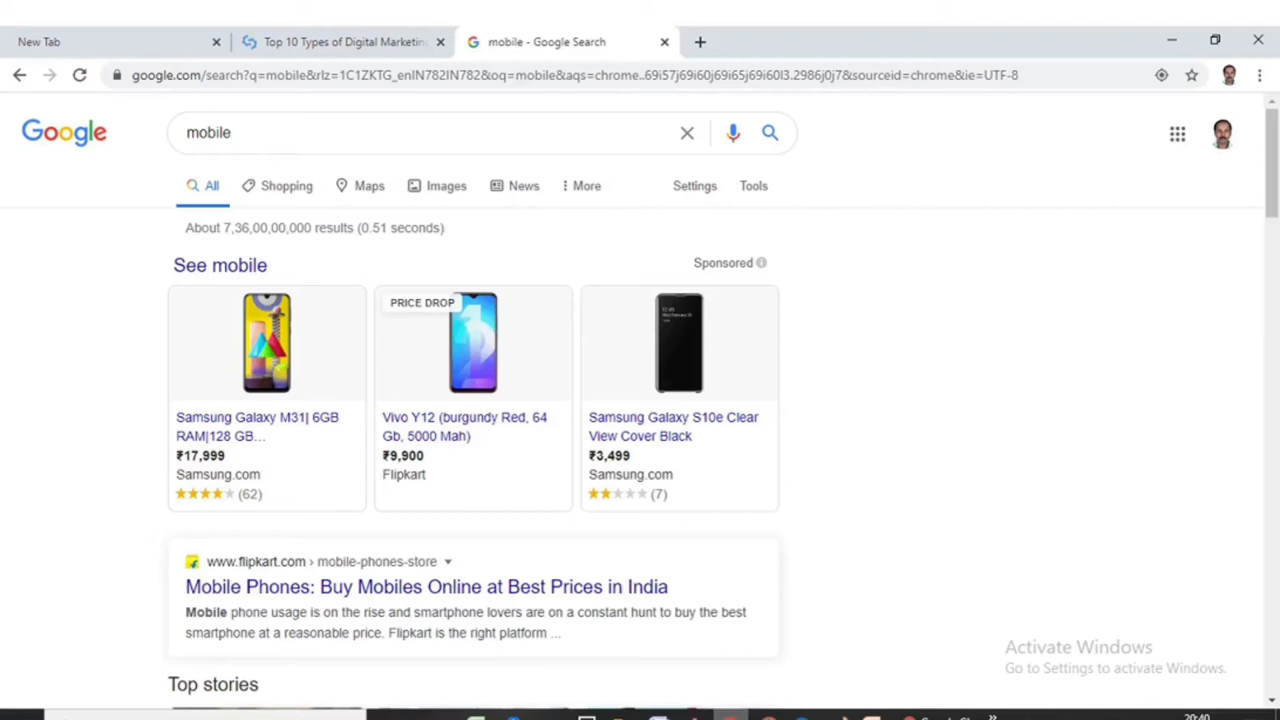 New Tab
Top 10 Types of Digital Marketing
mobile - Google Search
google.com/search?q=mobile&rlz=1C1ZKTG_enIN782IN782&oq=mobile&aqs=chrome..69i57j69i60j69i65j69i60l3.2986j0j7&sourceid=chrome&ie=UTF-8
Google
mobile
All
Shopping
Maps
Images
News
More
Settings
Tools
About 7,36,00,00,000 results (0.51 seconds)
See mobile
Sponsored
PRICE DROP
Samsung Galaxy M31| 6GB
RAM|128 GB...
₹17,999
Samsung.com
(62)
Vivo Y12 (burgundy Red, 64
Gb, 5000 Mah)
₹9,900
Flipkart
Samsung Galaxy S10e Clear
View Cover Black
₹3,499
Samsung.com
(7)
www.flipkart.com › mobile-phones-store
Mobile Phones: Buy Mobiles Online at Best Prices in India
Mobile phone usage is on the rise and smartphone lovers are on a constant hunt to buy the best
smartphone at a reasonable price. Flipkart is the right platform ...
Top stories
Activate Windows
Go to Settings to activate Windows.
20:40